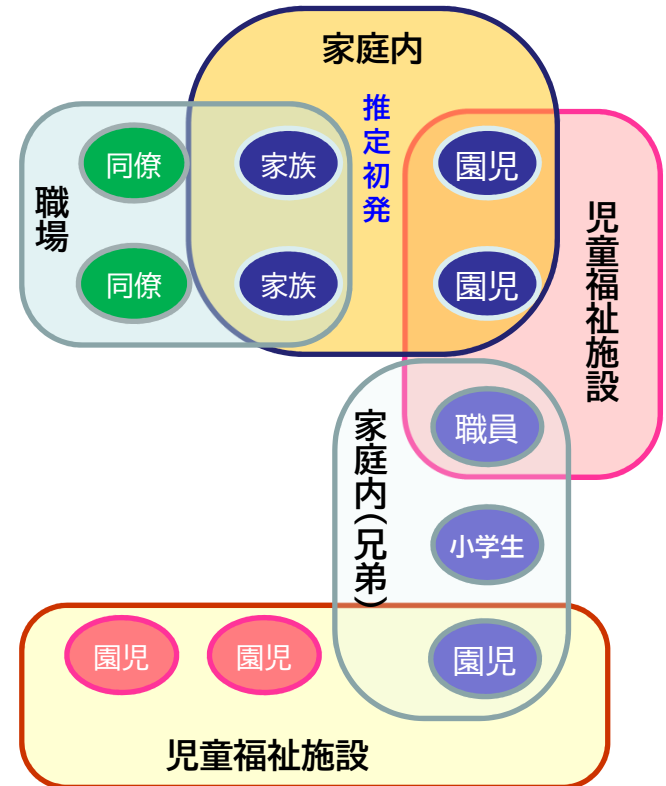 家庭内
推定初発
同僚
家族
園児
職場
児童福祉施設
同僚
家族
園児
職員
家庭内(兄弟)
小学生
園児
園児
園児
児童福祉施設